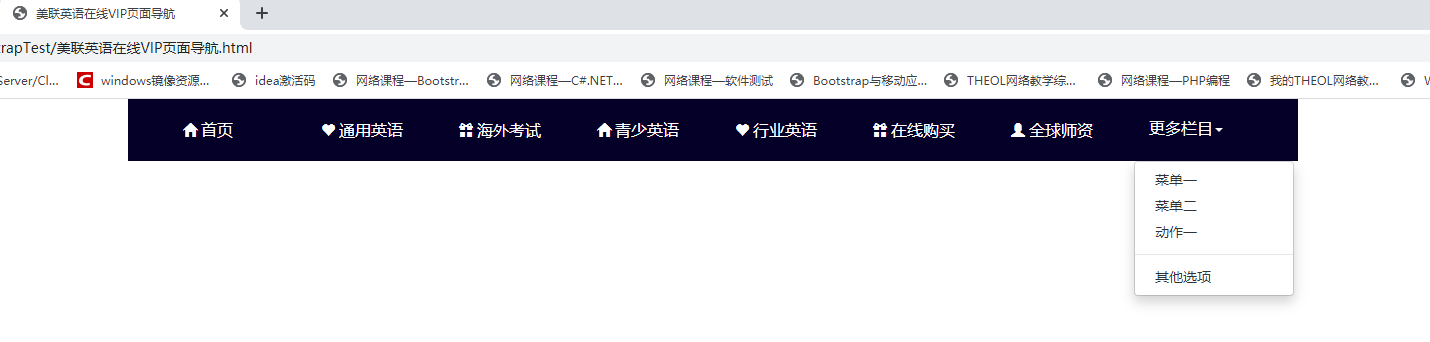 美联英语在线VIP页面导航
trapTest/美联英语在线VIP页面导航.html
Server/Cl... windows镜像资源... idea激活码 网络课程—Bootstr... 网络课程—C#.NET... 网络课程—软件测试 Bootstrap与移动应... THEOL网络教学综... 网络课程—PHP编程 我的THEOL网络教... W
首页 通用英语 海外考试 青少英语 行业英语 在线购买 全球师资 更多栏目
菜单一
菜单二
动作一
其他选项